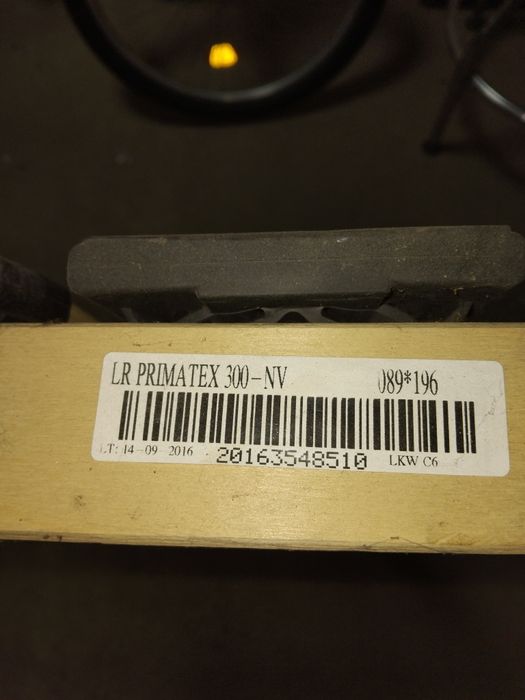 LR PRIMATEX 300-NV 089*196
LT: 14-09 2016 20163548510 LKW C6